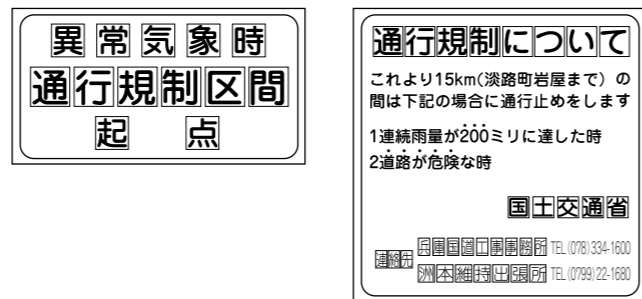 異常気象時
通行規制区間
起 点
通行規制について
これより15km(淡路町岩屋まで) の
間は下記の場合に通行止めをします
1連続雨量が200ミリに達した時
2道路が危険な時
国土交通省
連絡先
兵庫国道工事事務所 TEL (078) 334-1600
洲本維持出張所 TEL (0799) 22-1680